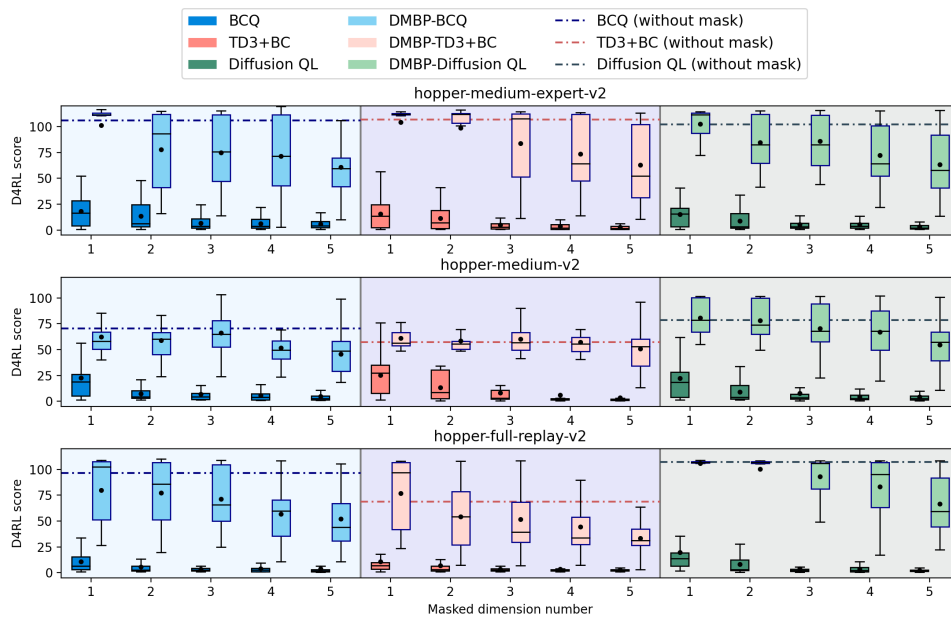 BCQ DMBP-BCQ BCQ (without mask)
TD3+BC DMBP-TD3+BC TD3+BC (without mask)
Diffusion QL DMBP-Diffusion QL Diffusion QL (without mask)
hopper-medium-expert-v2
D4RL score
100
75
50
25
0
1 2 3 4 5 1 2 3 4 5 1 2 3 4 5
hopper-medium-v2
D4RL score
100
75
50
25
0
1 2 3 4 5 1 2 3 4 5 1 2 3 4 5
hopper-full-replay-v2
D4RL score
100
75
50
25
0
1 2 3 4 5 1 2 3 4 5 1 2 3 4 5
Masked dimension number